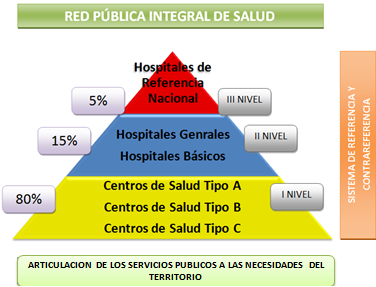 RED PÚBLICA INTEGRAL DE SALUD
Hospitales de
Referencia
Nacional
5%
III NIVEL
15%
Hospitales Genrales
Hospitales Básicos
II NIVEL
80%
Centros de Salud Tipo A
Centros de Salud Tipo B
Centros de Salud Tipo C
I NIVEL
SISTEMA DE REFERENCIA Y
CONTRAREFERENCIA
ARTICULACION DE LOS SERVICIOS PUBLICOS A LAS NECESIDADES DEL
TERRITORIO